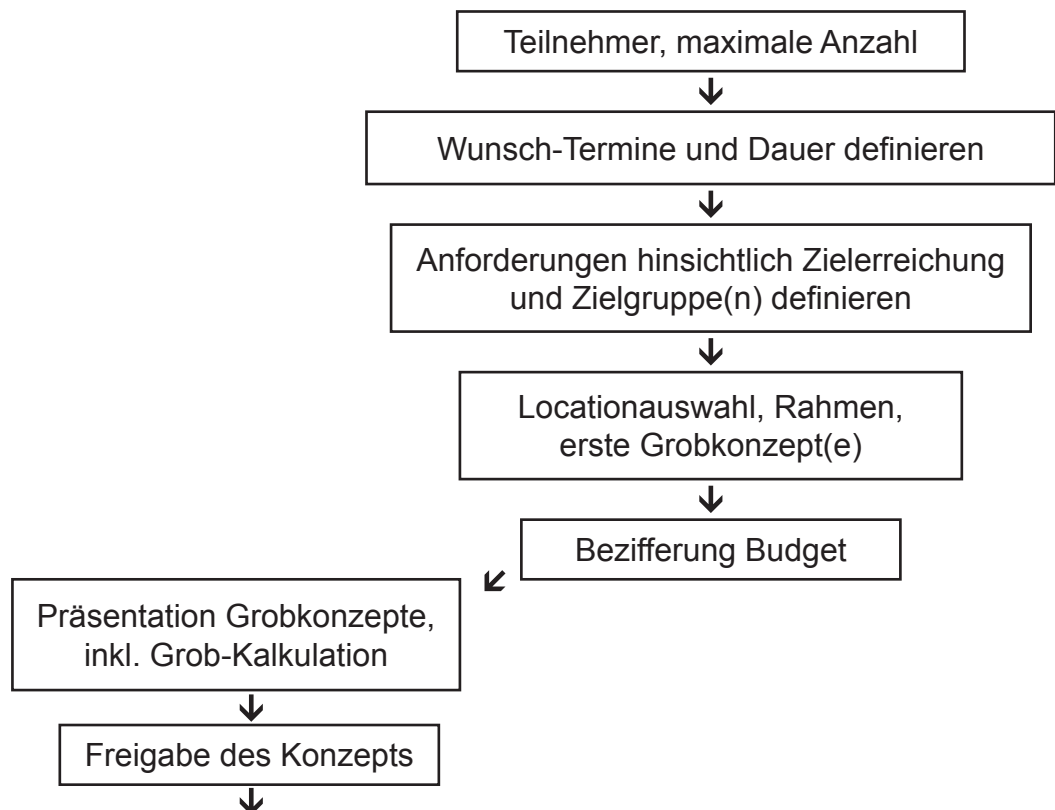 Teilnehmer, maximale Anzahl
Wunsch-Termine und Dauer definieren
Anforderungen hinsichtlich Zielerreichung
und Zielgruppe(n) definieren
Locationauswahl, Rahmen,
erste Grobkonzept(e)
Bezifferung Budget
Präsentation Grobkonzepte,
inkl. Grob-Kalkulation
Freigabe des Konzepts